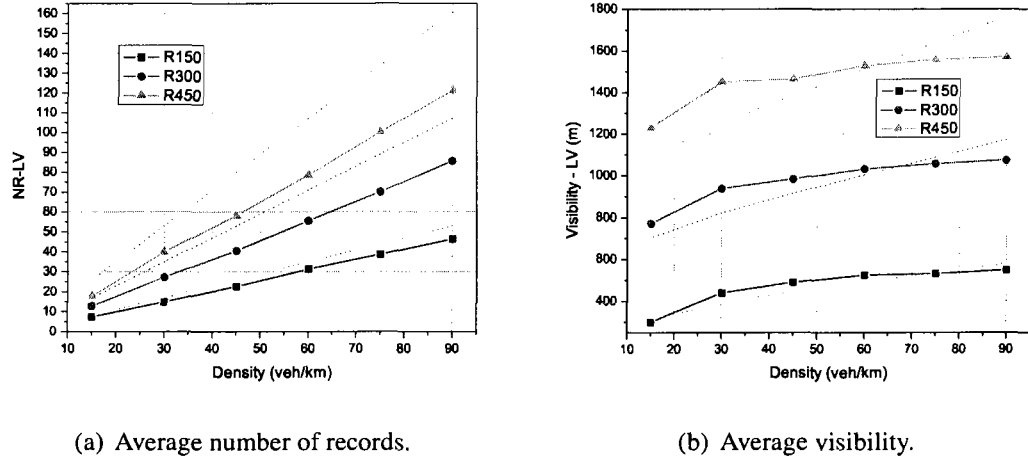 160
150
140
130
120
110
100
90
80
70
60
50
40
30
20
10
0
NR-LV
R150
R300
R450
10 20 30 40 50 60 70 80 90
Density (veh/km)
(a) Average number of records.
1800
1600
1400
1200
1000
800
600
400
Visibility - LV (m)
R150
R300
R450
10 20 30 40 50 60 70 80 90
Density (veh/km)
(b) Average visibility.